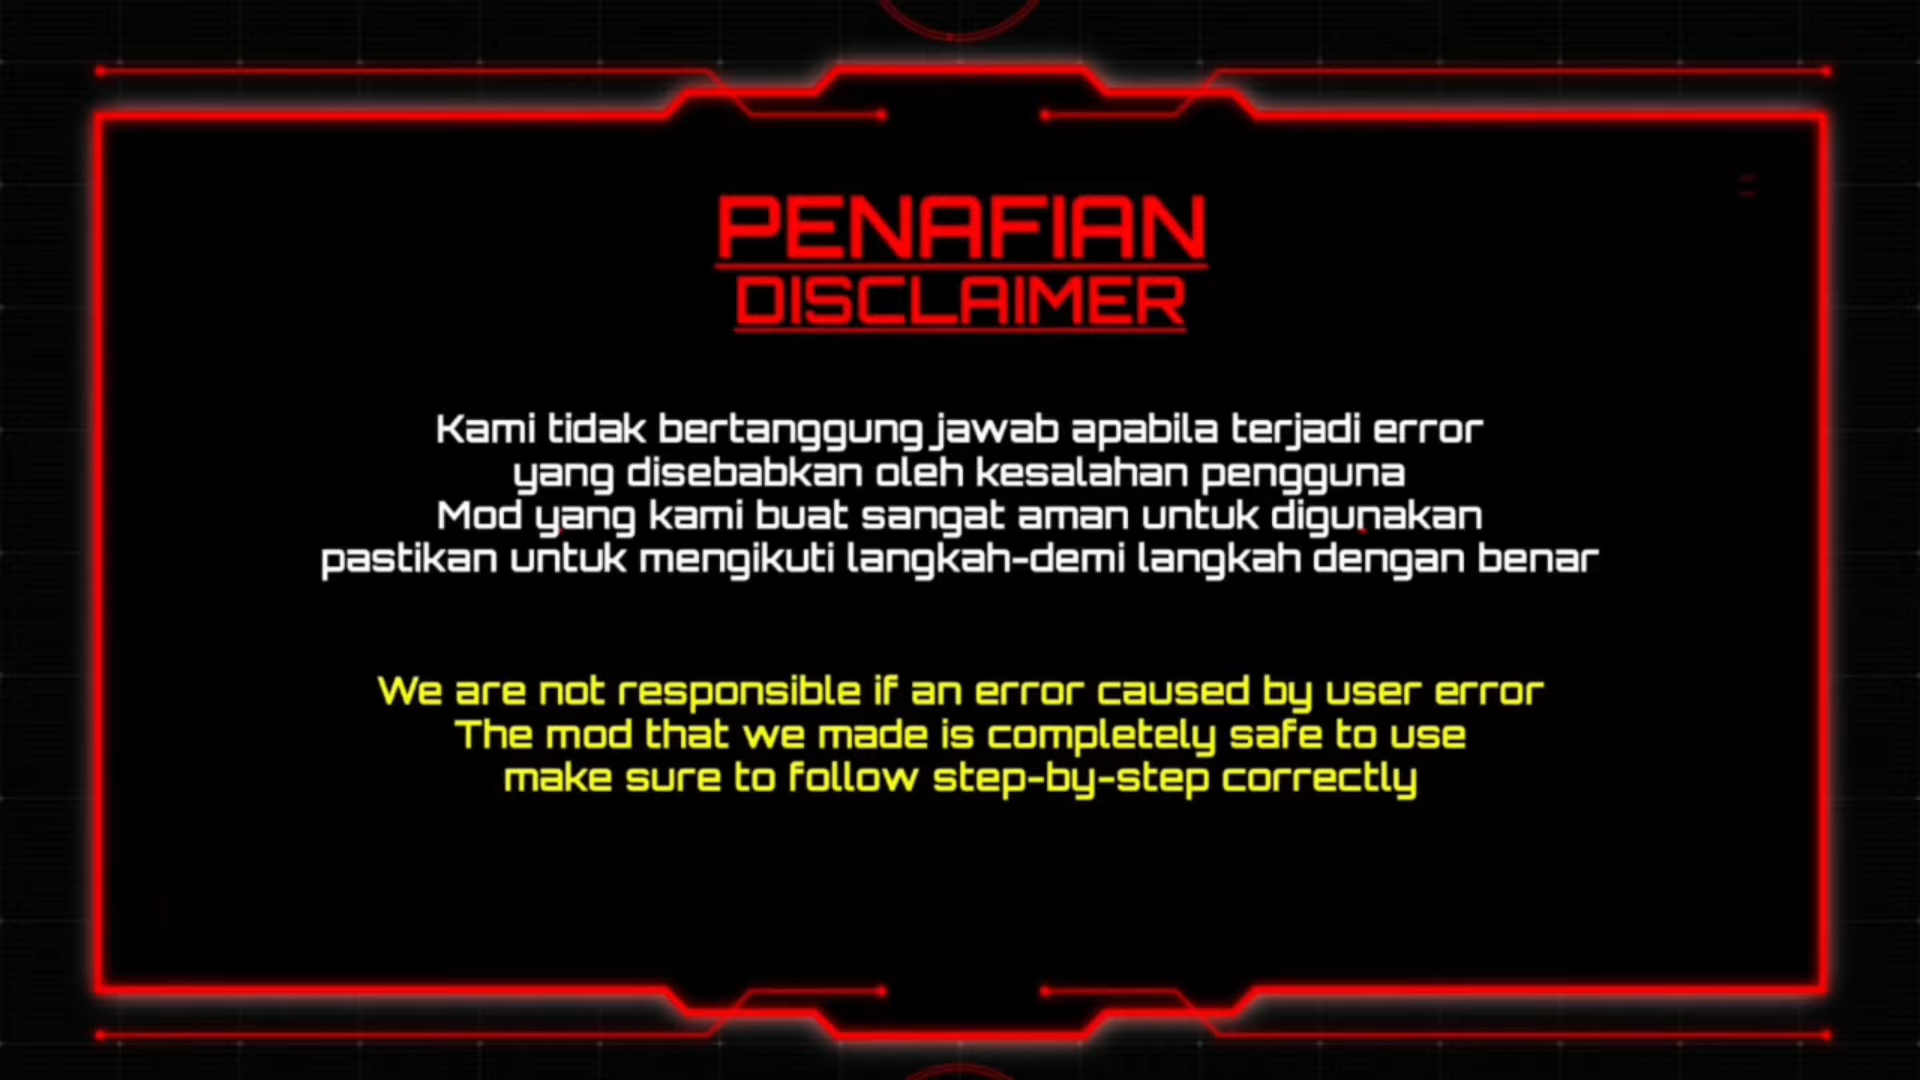 PENAFIAN
DISCLAIMER
Kami tidak bertanggung jawab apabila terjadi error
yang disebabkan oleh kesalahan pengguna
Mod yang kami buat sangat aman untuk digunakan
pastikan untuk mengikuti langkah-demi langkah dengan benar
We are not responsible if an error caused by user error
The mod that we made is completely safe to use
make sure to follow step-by-step correctly